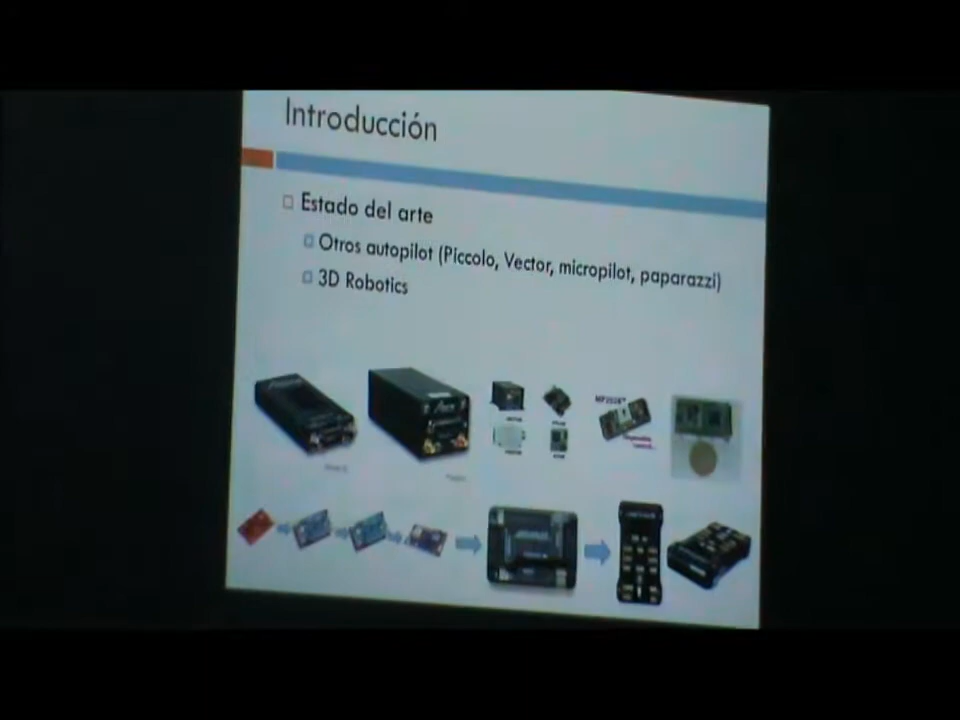 Introducción
Estado del arte
Otros autopilot (Piccolo, Vector, micropilot, paparazzi)
3D Robotics